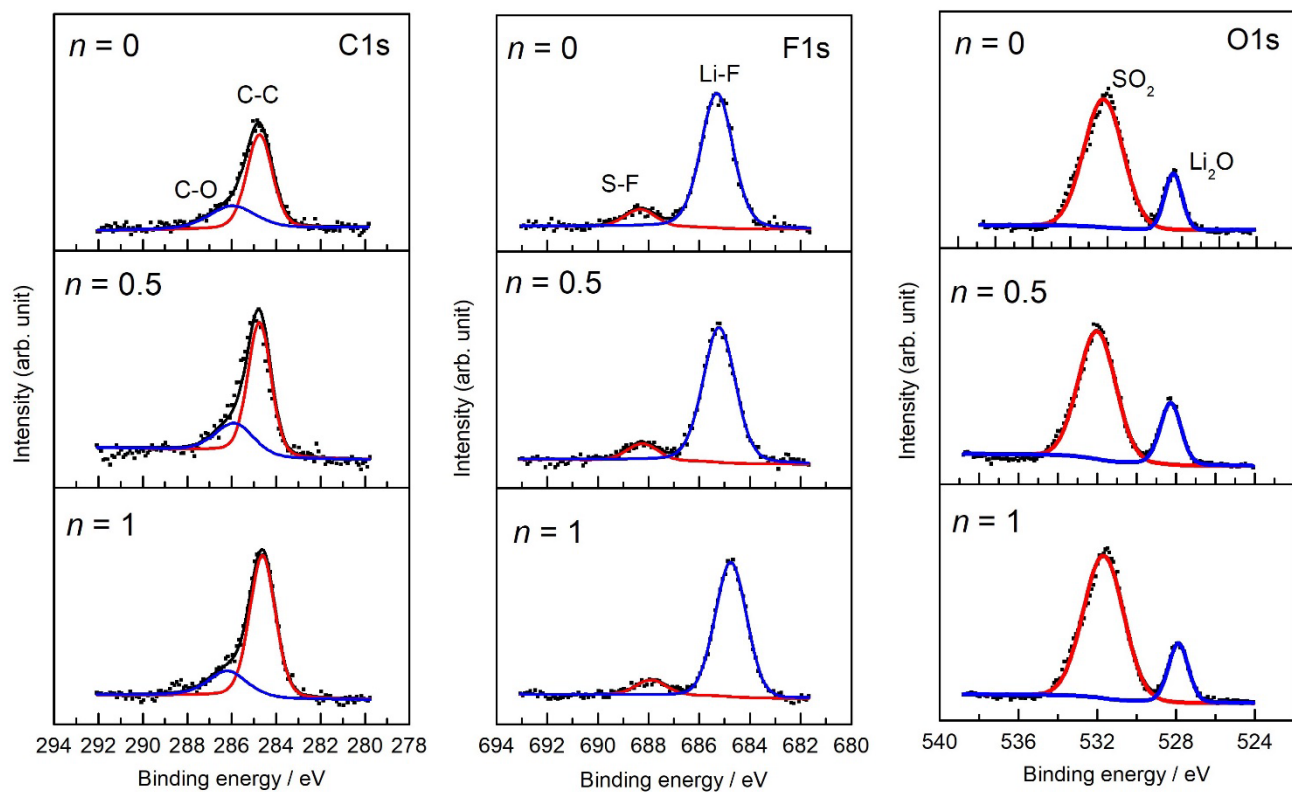 n = 0
C1s
C-C
C-O
n = 0.5
n = 1
Intensity (arb. unit)
294 292 290 288 286 284 282 280 278
Binding energy / eV
n = 0
F1s
Li-F
S-F
n = 0.5
n = 1
Intensity (arb. unit)
694 692 690 688 686 684 682 680
Binding energy / eV
n = 0
O1s
SO₂
Li₂O
n = 0.5
n = 1
Intensity (arb. unit)
540 536 532 528 524
Binding energy / eV